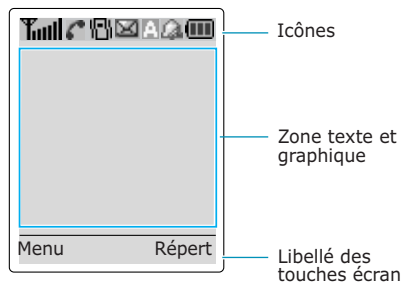 A
Icônes
Zone texte et
graphique
Menu Répert
Libellé des
touches écran